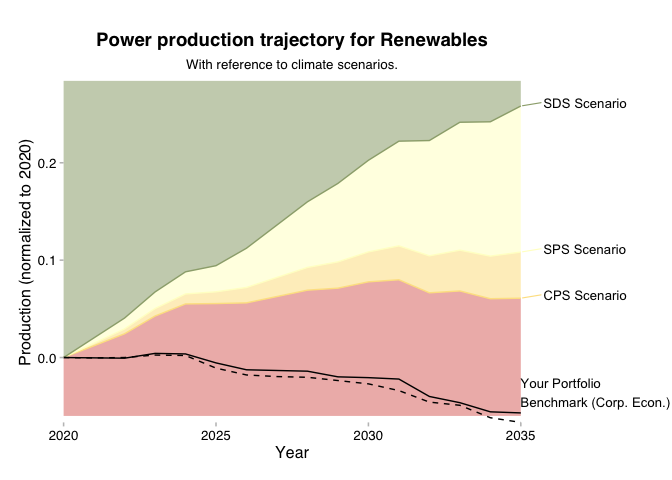 Power production trajectory for Renewables
With reference to climate scenarios.
Production (normalized to 2020)
0.2
0.1
0.0
SDS Scenario
SPS Scenario
CPS Scenario
Your Portfolio
Benchmark (Corp. Econ.)
2020
2025
2030
2035
Year